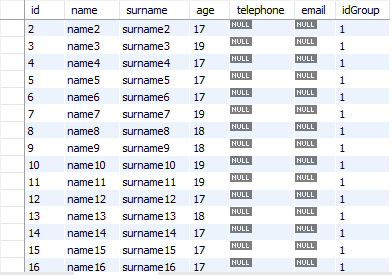 id name surname age telephone email idGroup
2 name2 surname2 17 NULL NULL 1
3 name3 surname3 19 NULL NULL 1
4 name4 surname4 17 NULL NULL 1
5 name5 surname5 17 NULL NULL 1
6 name6 surname6 17 NULL NULL 1
7 name7 surname7 19 NULL NULL 1
8 name8 surname8 18 NULL NULL 1
9 name9 surname9 18 NULL NULL 1
10 name10 surname10 19 NULL NULL 1
11 name11 surname11 19 NULL NULL 1
12 name12 surname12 17 NULL NULL 1
13 name13 surname13 18 NULL NULL 1
14 name14 surname14 17 NULL NULL 1
15 name15 surname15 17 NULL NULL 1
16 name16 surname16 17 NULL NULL 1